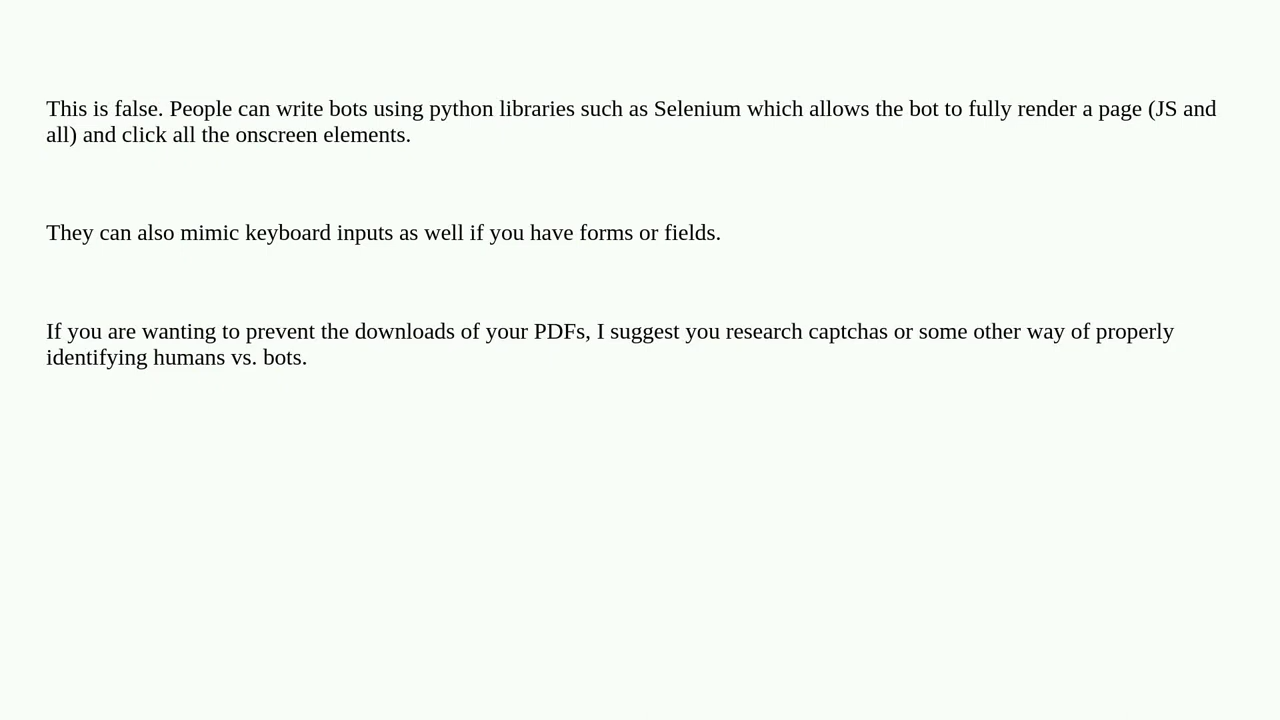 This is false. People can write bots using python libraries such as Selenium which allows the bot to fully render a page (JS and
all) and click all the onscreen elements.
They can also mimic keyboard inputs as well if you have forms or fields.
If you are wanting to prevent the downloads of your PDFs, I suggest you research captchas or some other way of properly
identifying humans vs. bots.